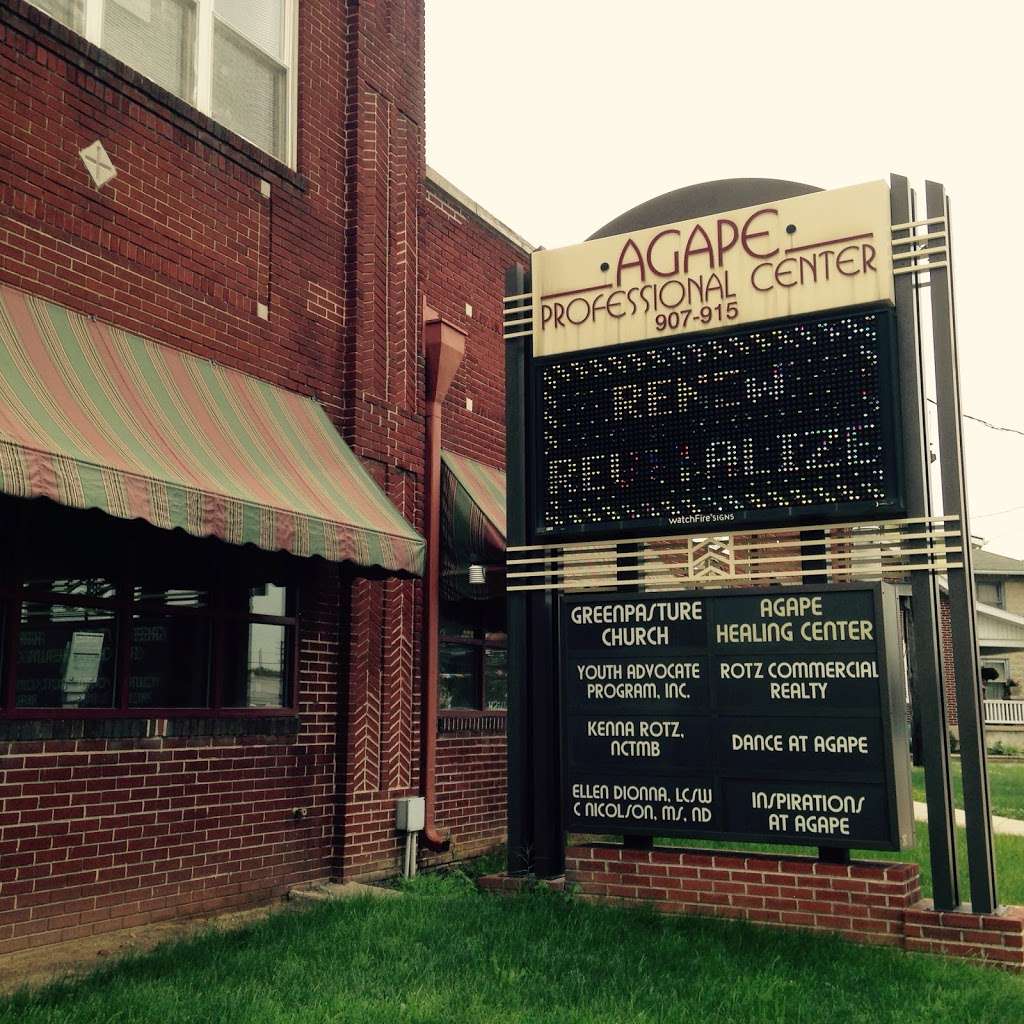 AGAPE
PROFESSIONAL CENTER
907-915
RENEW
REVITALIZE
watchFire SIGNS
GREENPASTURE
CHURCH
AGAPE
HEALING CENTER
YOUTH ADVOCATE
PROGRAM, INC.
ROTZ COMMERCIAL
REALTY
KENNA ROTZ,
NCTMB
DANCE AT AGAPE
ELLEN DIONNA, LCSW
C NICOLSON, MS, ND
INSPIRATIONS
AT AGAPE